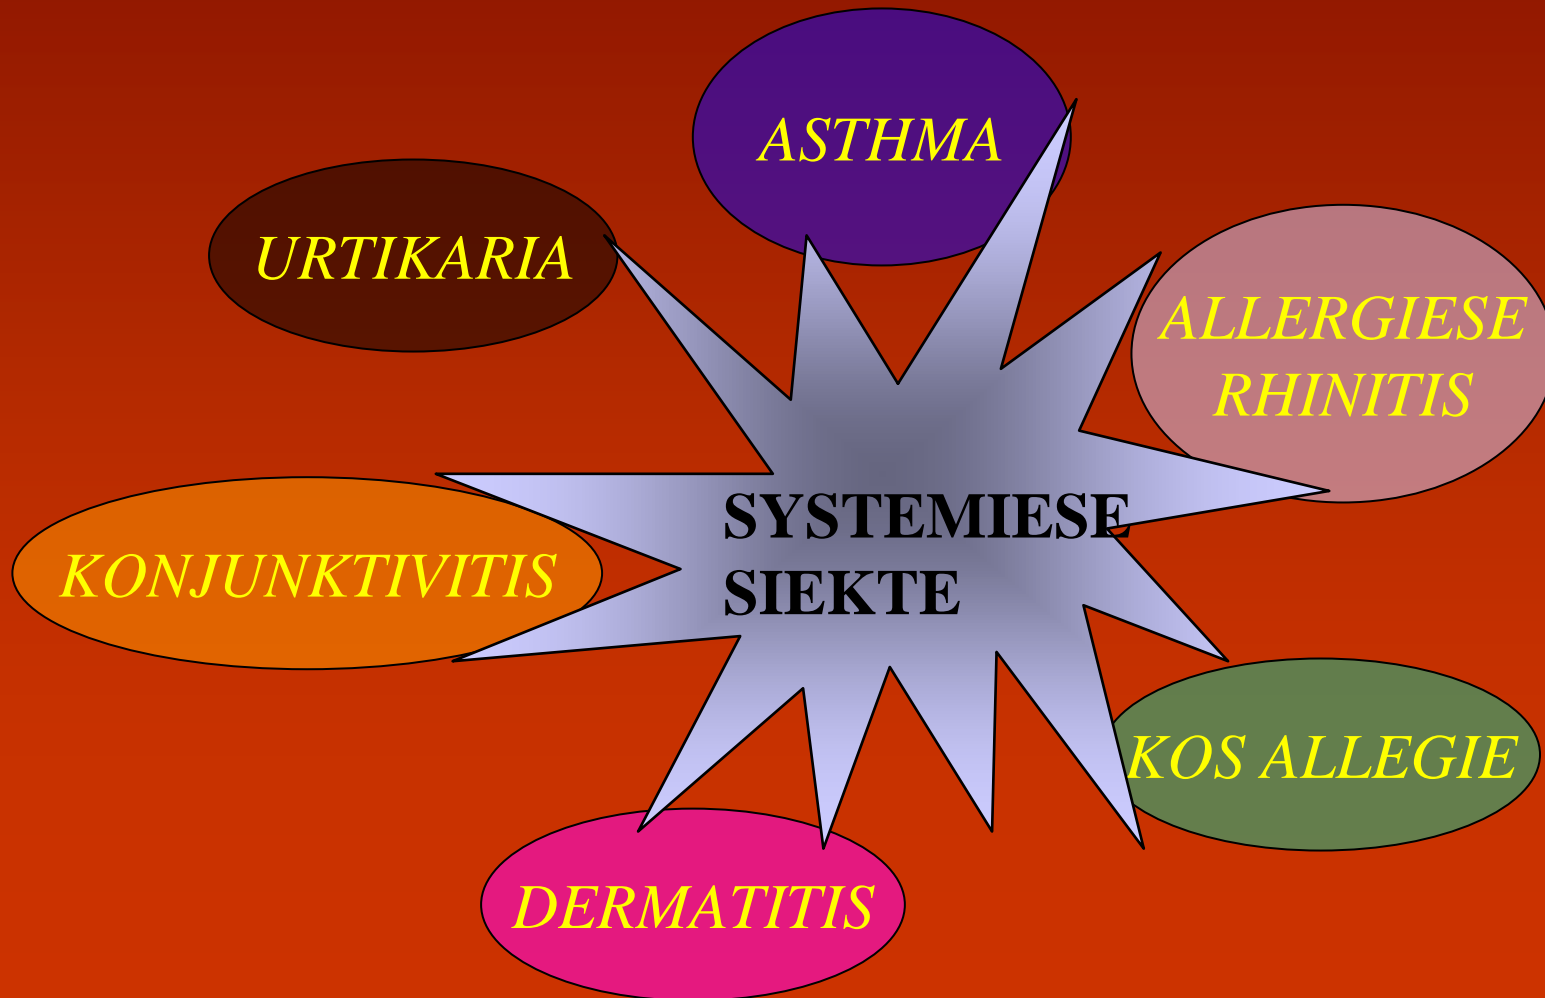 ASTHMA
URTIKARIA
ALLERGIESE
RHINITIS
SYSTEMIESE
SIEKTE
KONJUNKTIVITIS
KOS ALLEGIE
DERMATITIS